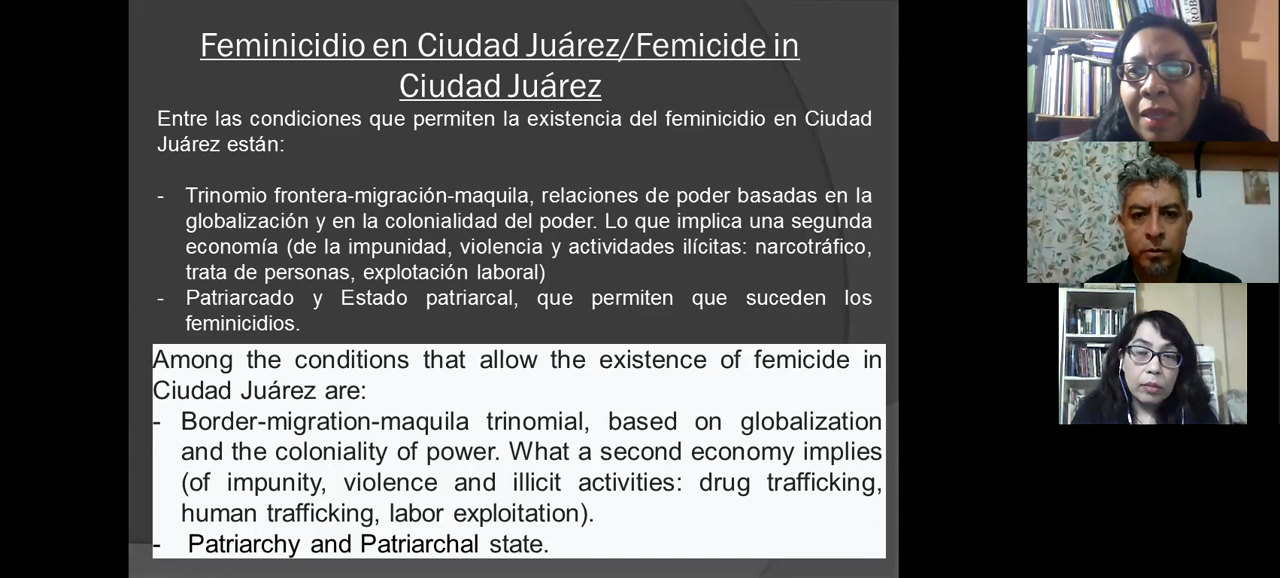 Feminicidio en Ciudad Juárez/Femicide in
Ciudad Juárez
Entre las condiciones que permiten la existencia del feminicidio en Ciudad
Juárez están:
- Trinomio frontera-migración-maquila, relaciones de poder basadas en la
globalización y en la colonialidad del poder. Lo que implica una segunda
economía (de la impunidad, violencia y actividades ilícitas: narcotráfico,
trata de personas, explotación laboral)
- Patriarcado y Estado patriarcal, que permiten que suceden los
feminicidios.
Among the conditions that allow the existence of femicide in
Ciudad Juárez are:
- Border-migration-maquila trinomial, based on globalization
and the coloniality of power. What a second economy implies
(of impunity, violence and illicit activities: drug trafficking,
human trafficking, labor exploitation).
- Patriarchy and Patriarchal state.